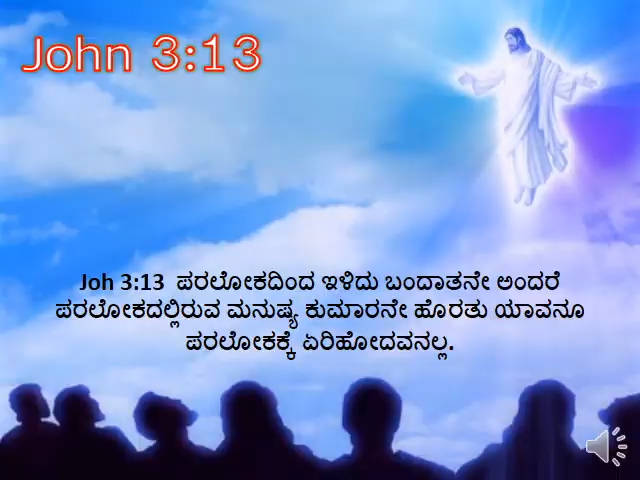 John 3:13
Joh 3:13 ಪರಲೋಕದಿಂದ ಇಳಿದು ಬಂದಾತನೇ ಅಂದರೆ
ಪರಲೋಕದಲ್ಲಿರುವ ಮನುಷ್ಯ ಕುಮಾರನೇ ಹೊರತು ಯಾವನೂ
ಪರಲೋಕಕ್ಕೆ ಏರಿಹೋದವನಲ್ಲ.